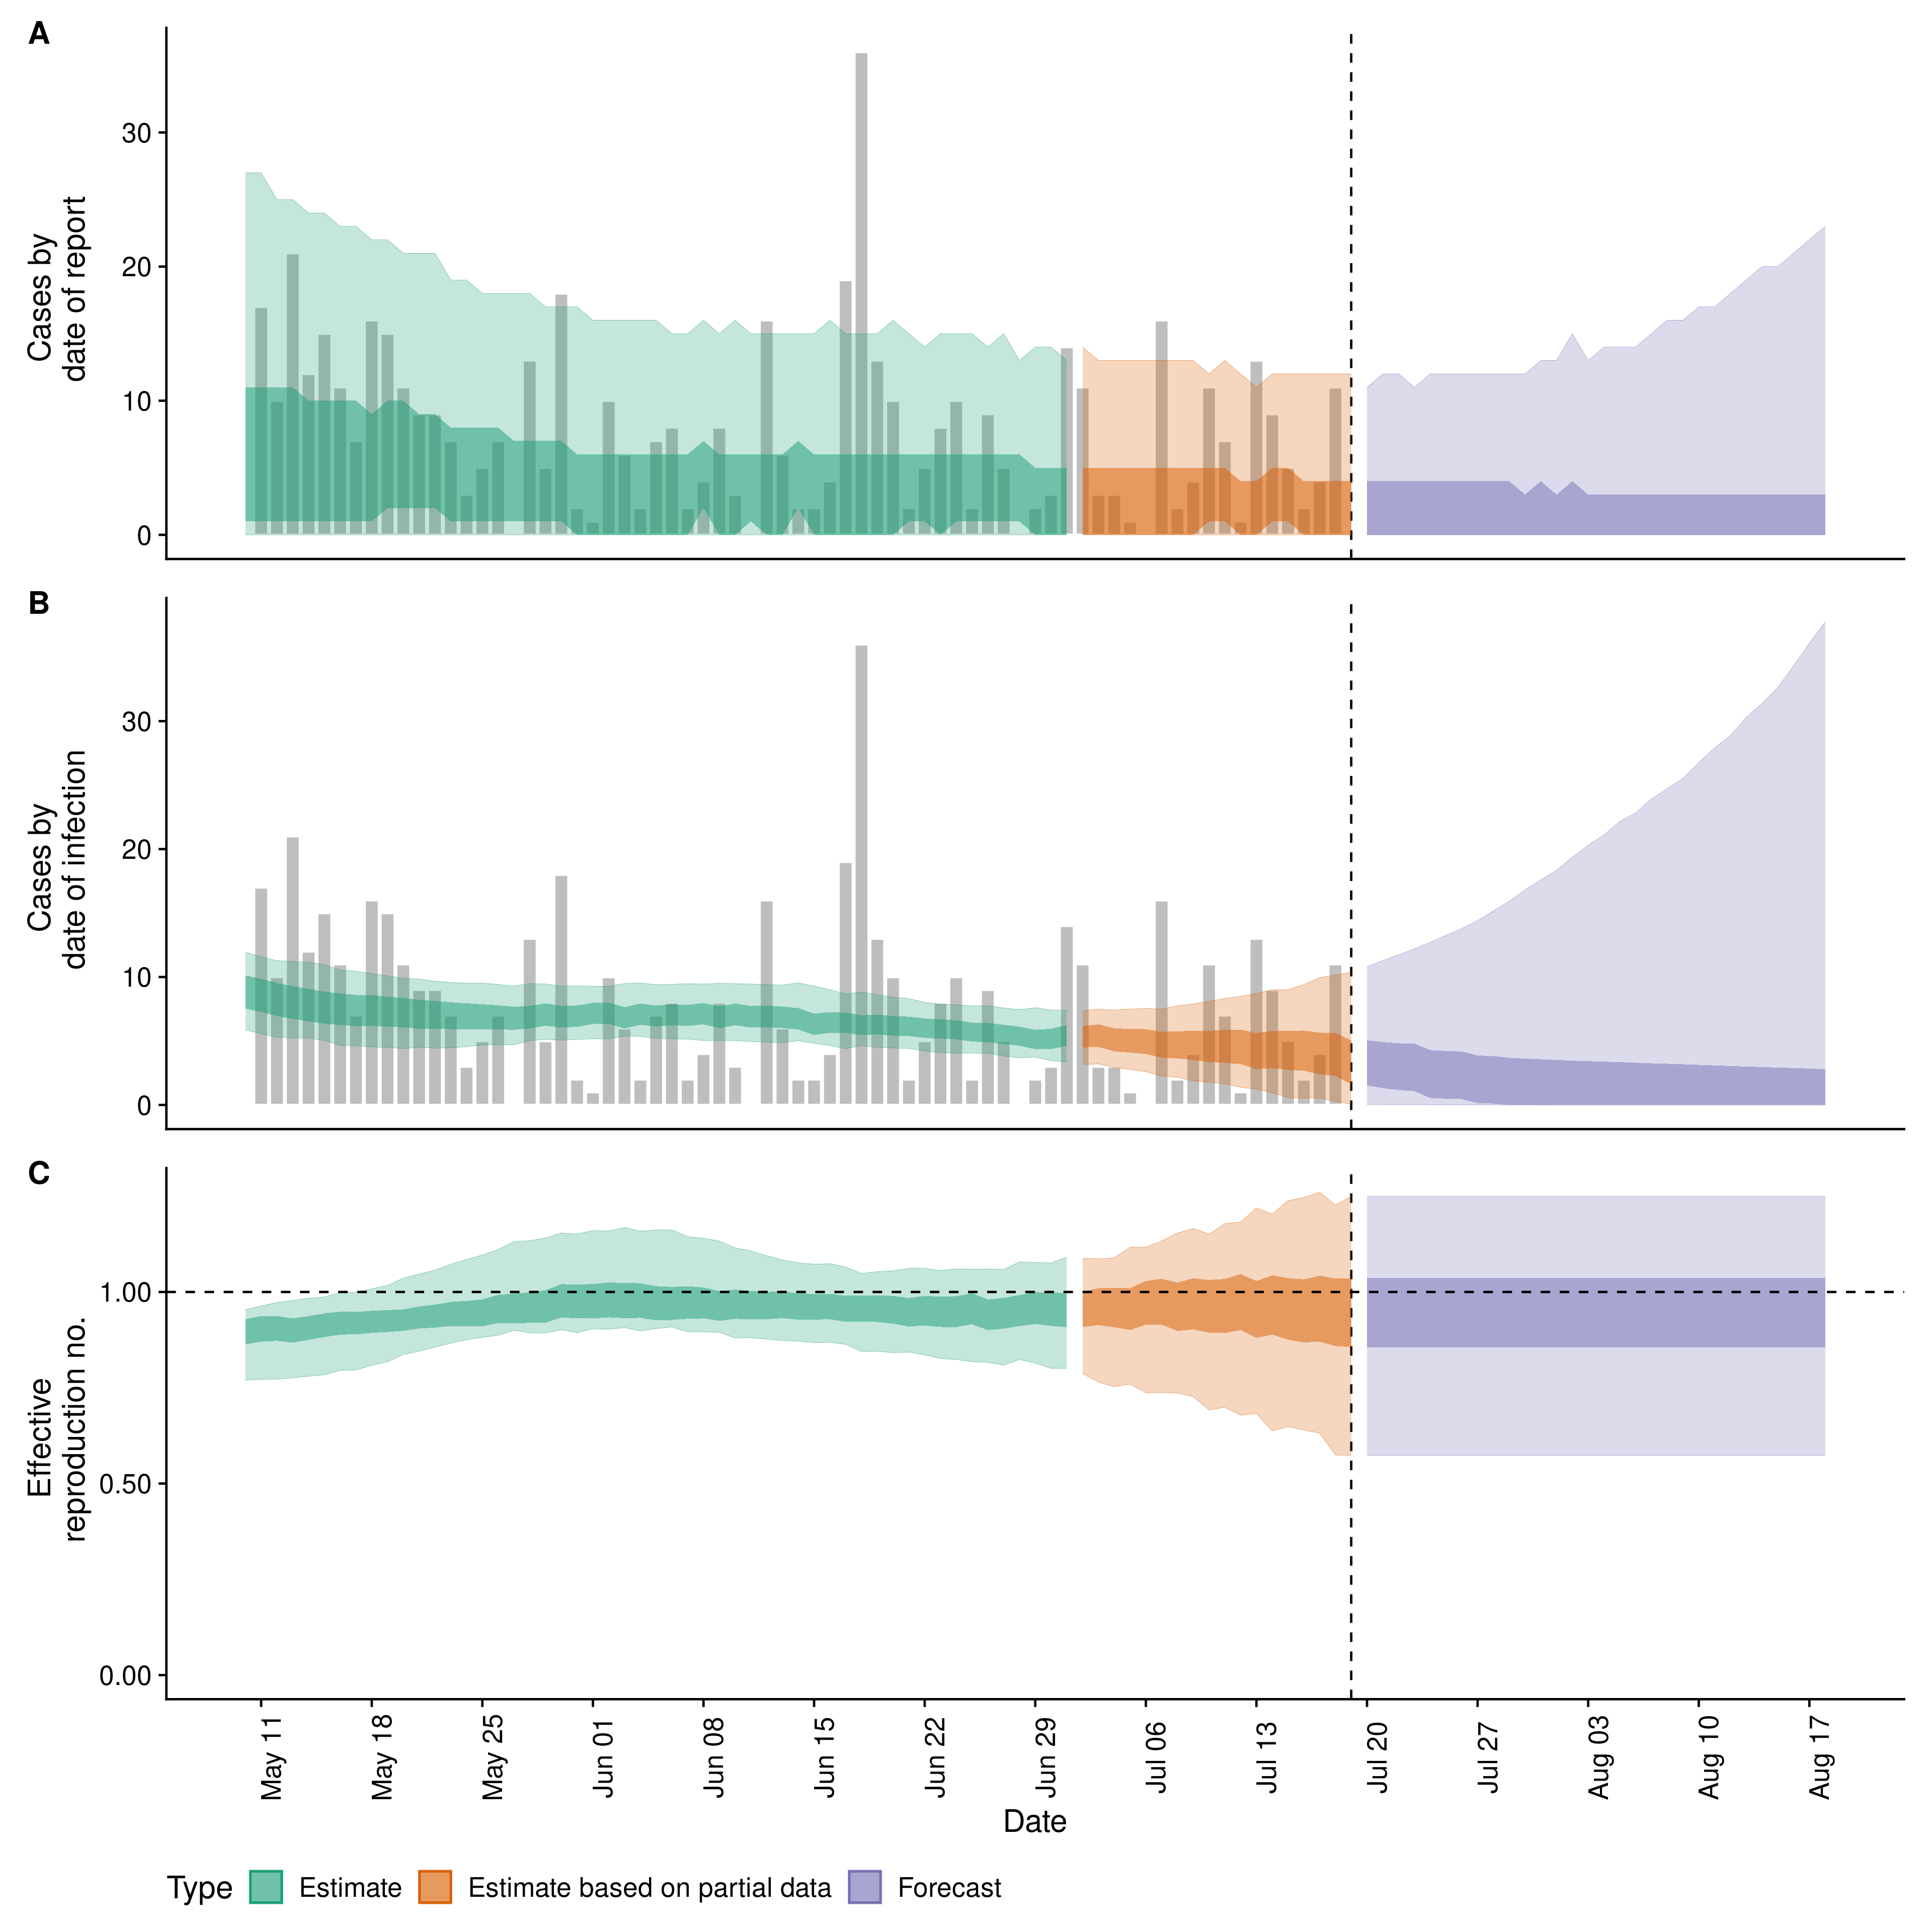 A
Cases by
date of report
30
20
10
0
B
Cases by
date of infection
30
20
10
0
C
Effective
reproduction no.
1.00
0.50
0.00
May 11
May 18
May 25
Jun 01
Jun 08
Jun 15
Jun 22
Jun 29
Jul 06
Jul 13
Jul 20
Jul 27
Aug 03
Aug 10
Aug 17
Date
Type Estimate Estimate based on partial data Forecast